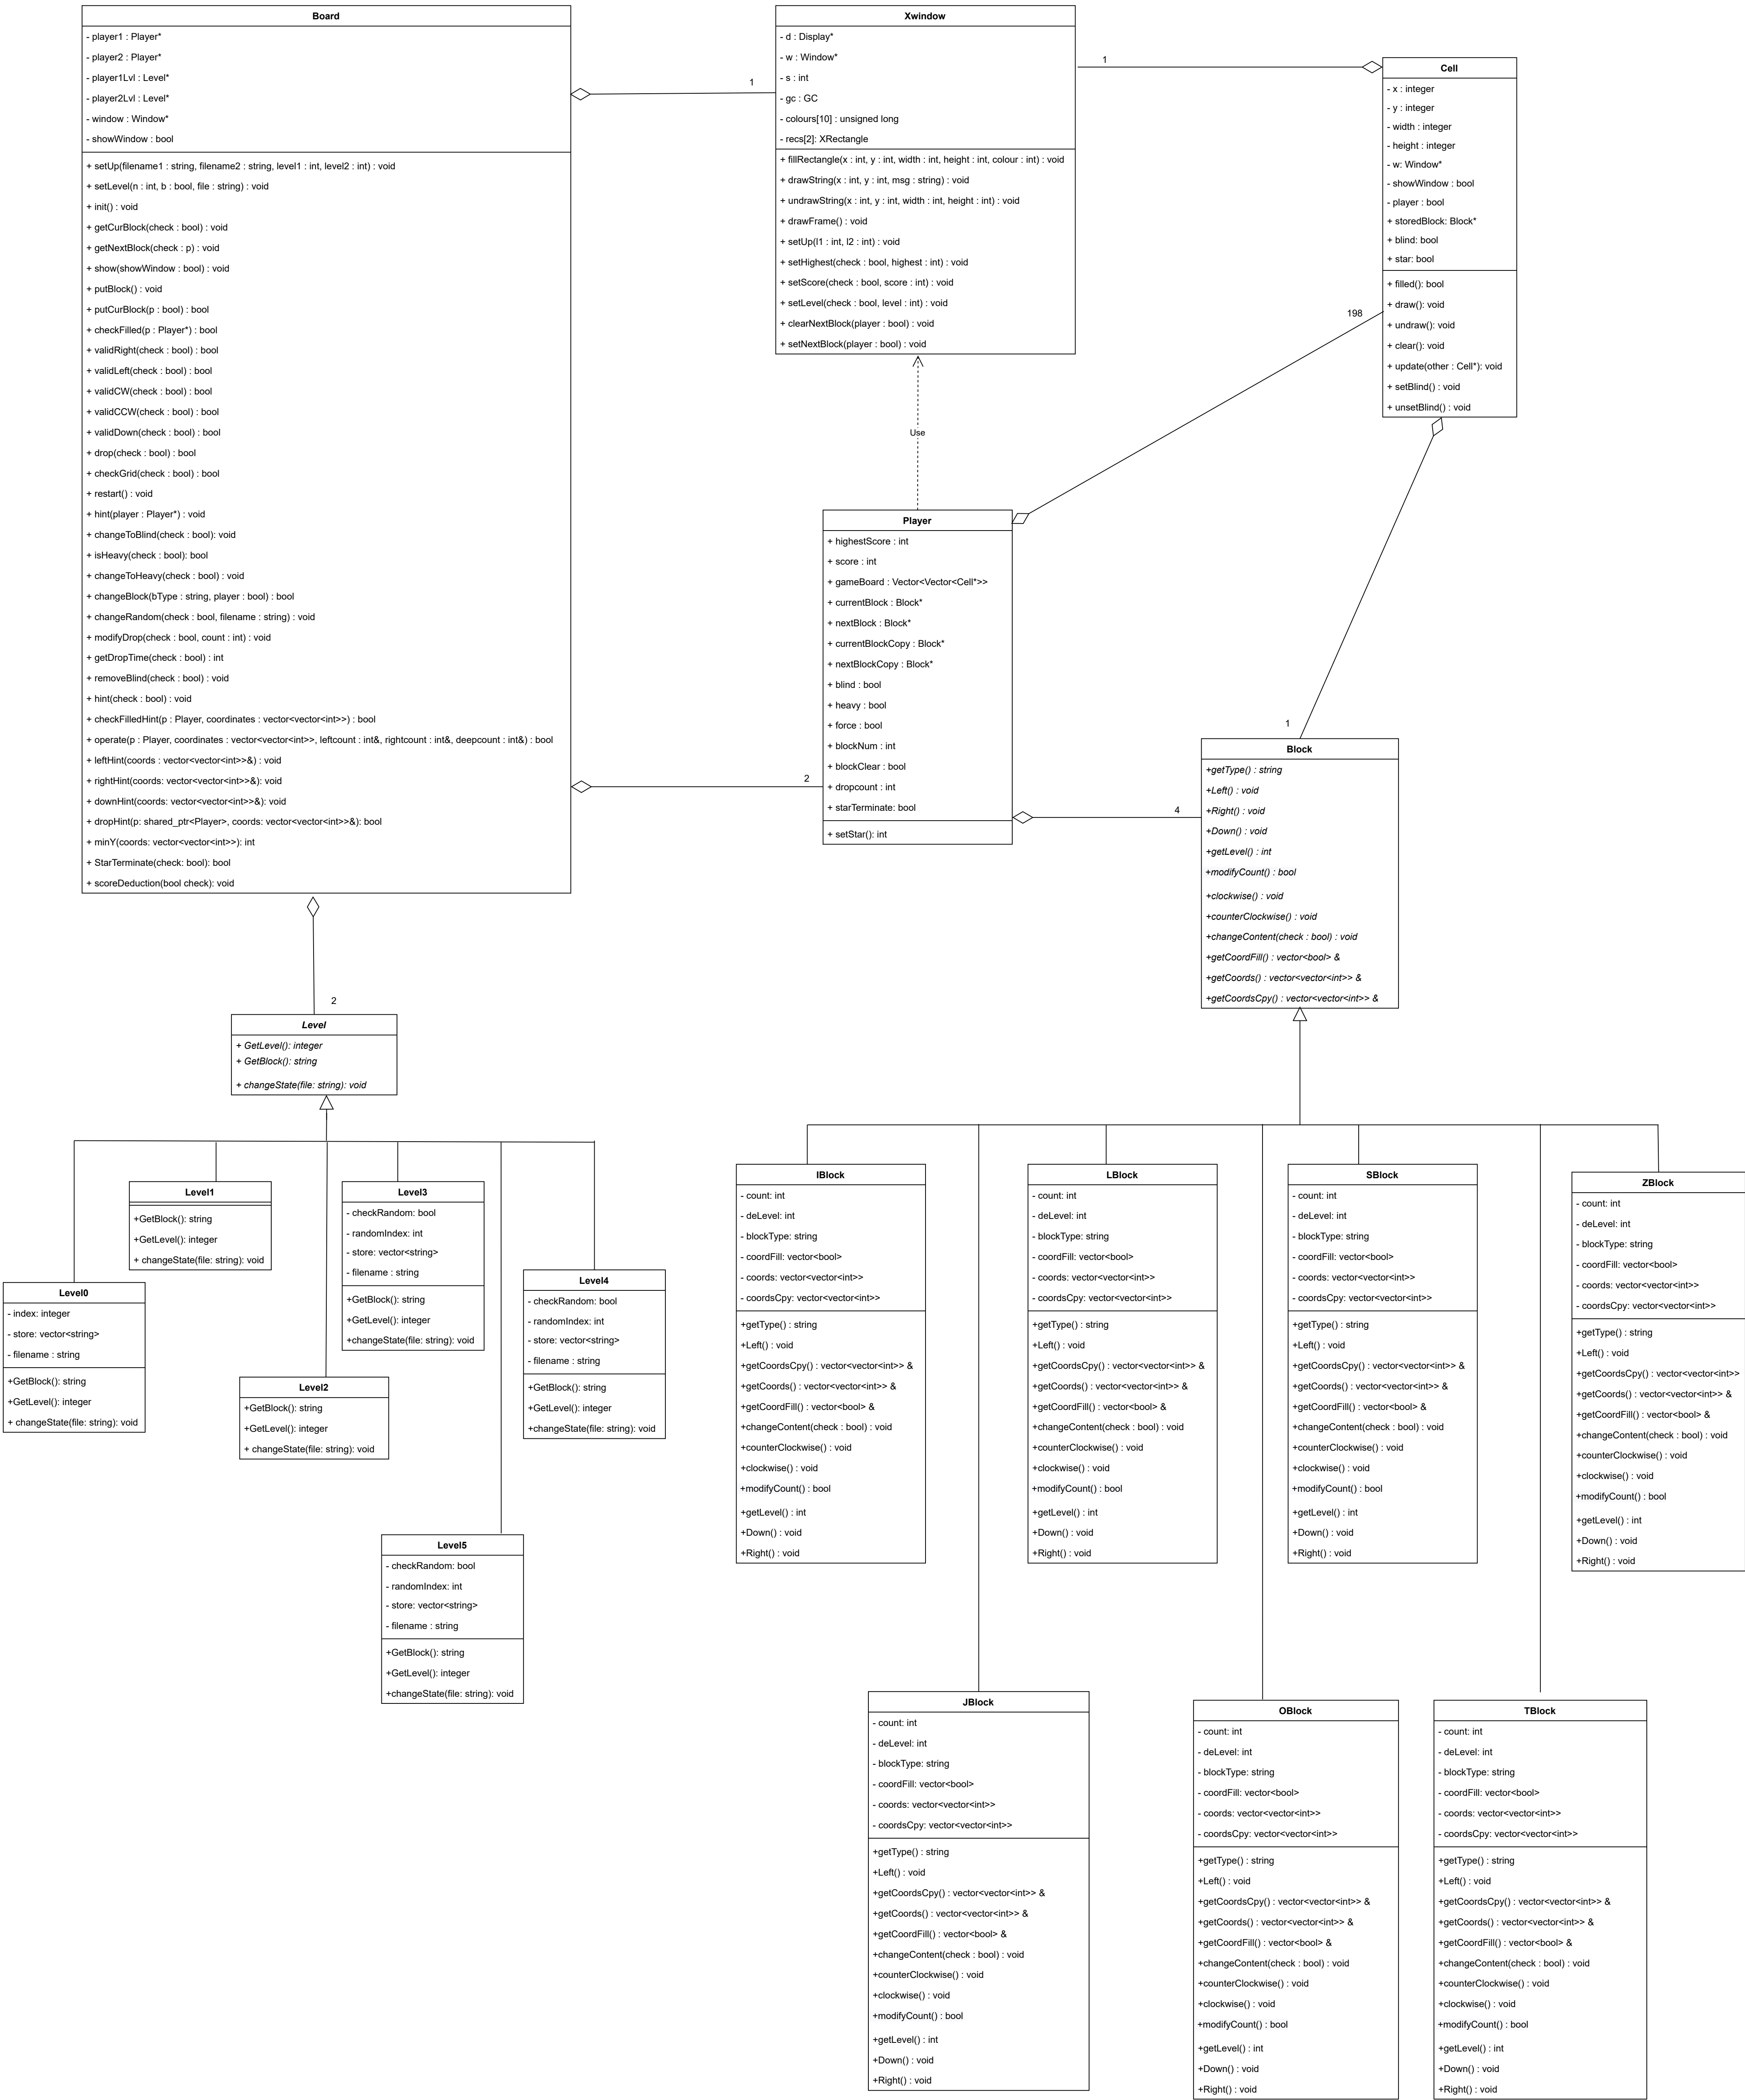 Board
- player1 : Player*
- player2 : Player*
- player1Lvl : Level*
- player2Lvl : Level*
- window : Window*
- showWindow : bool
+ setUp(filename1 : string, filename2 : string, level1 : int, level2 : int) : void
+ setLevel(n : int, b : bool, file : string) : void
+ init() : void
+ getCurBlock(check : bool) : void
+ getNextBlock(check : p) : void
+ show(showWindow : bool) : void
+ putBlock() : void
+ putCurBlock(p : bool) : bool
+ checkFilled(p : Player*) : bool
+ validRight(check : bool) : bool
+ validLeft(check : bool) : bool
+ validCW(check : bool) : bool
+ validCCW(check : bool) : bool
+ validDown(check : bool) : bool
+ drop(check : bool) : bool
+ checkGrid(check : bool) : bool
+ restart() : void
+ hint(player : Player*) : void
+ changeToBlind(check : bool): void
+ isHeavy(check : bool): bool
+ changeToHeavy(check : bool) : void
+ changeBlock(bType : string, player : bool) : bool
+ changeRandom(check : bool, filename : string) : void
+ modifyDrop(check : bool, count : int) : void
+ getDropTime(check : bool) : int
+ removeBlind(check : bool) : void
+ hint(check : bool) : void
+ checkFilledHint(p : Player, coordinates : vector<vector<int>>) : bool
+ operate(p : Player, coordinates : vector<vector<int>>, leftcount : int&, rightcount : int&, deepcount : int&) : bool
+ leftHint(coords : vector<vector<int>>&) : void
+ rightHint(coords: vector<vector<int>>&): void
+ downHint(coords: vector<vector<int>>&): void
+ dropHint(p: shared_ptr<Player>, coords: vector<vector<int>>&): bool
+ minY(coords: vector<vector<int>>): int
+ StarTerminate(check: bool): bool
+ scoreDeduction(bool check): void
1
Xwindow
- d : Display*
- w : Window*
- s : int
- gc : GC
- colours[10] : unsigned long
- recs[2]: XRectangle
+ fillRectangle(x : int, y : int, width : int, height : int, colour : int) : void
+ drawString(x : int, y : int, msg : string) : void
+ undrawString(x : int, y : int, width : int, height : int) : void
+ drawFrame() : void
+ setUp(l1 : int, l2 : int) : void
+ setHighest(check : bool, highest : int) : void
+ setScore(check : bool, score : int) : void
+ setLevel(check : bool, level : int) : void
+ clearNextBlock(player : bool) : void
+ setNextBlock(player : bool) : void
1
Cell
- x : integer
- y : integer
- width : integer
- height : integer
- w: Window*
- showWindow : bool
- player : bool
+ storedBlock: Block*
+ blind: bool
+ star: bool
+ filled(): bool
+ draw(): void
+ undraw(): void
+ clear(): void
+ update(other : Cell*): void
+ setBlind() : void
+ unsetBlind() : void
198
Use
Player
+ highestScore : int
+ score : int
+ gameBoard : Vector<Vector<Cell*>>
+ currentBlock : Block*
+ nextBlock : Block*
+ currentBlockCopy : Block*
+ nextBlockCopy : Block*
+ blind : bool
+ heavy : bool
+ force : bool
+ blockNum : int
+ blockClear : bool
+ dropcount : int
+ starTerminate: bool
+ setStar(): int
2
4
1
Block
+getType() : string
+Left() : void
+Right() : void
+Down() : void
+getLevel() : int
+modifyCount() : bool
+clockwise() : void
+counterClockwise() : void
+changeContent(check : bool) : void
+getCoordFill() : vector<bool> &
+getCoords() : vector<vector<int>> &
+getCoordsCpy() : vector<vector<int>> &
2
Level
+ GetLevel(): integer
+ GetBlock(): string
+ changeState(file: string): void
Level1
+GetBlock(): string
+GetLevel(): integer
+ changeState(file: string): void
Level3
- checkRandom: bool
- randomIndex: int
- store: vector<string>
- filename : string
+GetBlock(): string
+GetLevel(): integer
+changeState(file: string): void
Level0
- index: integer
- store: vector<string>
- filename : string
+GetBlock(): string
+GetLevel(): integer
+ changeState(file: string): void
Level4
- checkRandom: bool
- randomIndex: int
- store: vector<string>
- filename : string
+GetBlock(): string
+GetLevel(): integer
+changeState(file: string): void
Level2
+GetBlock(): string
+GetLevel(): integer
+ changeState(file: string): void
Level5
- checkRandom: bool
- randomIndex: int
- store: vector<string>
- filename : string
+GetBlock(): string
+GetLevel(): integer
+changeState(file: string): void
IBlock
- count: int
- deLevel: int
- blockType: string
- coordFill: vector<bool>
- coords: vector<vector<int>>
- coordsCpy: vector<vector<int>>
+getType() : string
+Left() : void
+getCoordsCpy() : vector<vector<int>> &
+getCoords() : vector<vector<int>> &
+getCoordFill() : vector<bool> &
+changeContent(check : bool) : void
+counterClockwise() : void
+clockwise() : void
+modifyCount() : bool
+getLevel() : int
+Down() : void
+Right() : void
LBlock
- count: int
- deLevel: int
- blockType: string
- coordFill: vector<bool>
- coords: vector<vector<int>>
- coordsCpy: vector<vector<int>>
+getType() : string
+Left() : void
+getCoordsCpy() : vector<vector<int>> &
+getCoords() : vector<vector<int>> &
+getCoordFill() : vector<bool> &
+changeContent(check : bool) : void
+counterClockwise() : void
+clockwise() : void
+modifyCount() : bool
+getLevel() : int
+Down() : void
+Right() : void
SBlock
- count: int
- deLevel: int
- blockType: string
- coordFill: vector<bool>
- coords: vector<vector<int>>
- coordsCpy: vector<vector<int>>
+getType() : string
+Left() : void
+getCoordsCpy() : vector<vector<int>> &
+getCoords() : vector<vector<int>> &
+getCoordFill() : vector<bool> &
+changeContent(check : bool) : void
+counterClockwise() : void
+clockwise() : void
+modifyCount() : bool
+getLevel() : int
+Down() : void
+Right() : void
ZBlock
- count: int
- deLevel: int
- blockType: string
- coordFill: vector<bool>
- coords: vector<vector<int>>
- coordsCpy: vector<vector<int>>
+getType() : string
+Left() : void
+getCoordsCpy() : vector<vector<int>>
+getCoords() : vector<vector<int>> &
+getCoordFill() : vector<bool> &
+changeContent(check : bool) : void
+counterClockwise() : void
+clockwise() : void
+modifyCount() : bool
+getLevel() : int
+Down() : void
+Right() : void
JBlock
- count: int
- deLevel: int
- blockType: string
- coordFill: vector<bool>
- coords: vector<vector<int>>
- coordsCpy: vector<vector<int>>
+getType() : string
+Left() : void
+getCoordsCpy() : vector<vector<int>> &
+getCoords() : vector<vector<int>> &
+getCoordFill() : vector<bool> &
+changeContent(check : bool) : void
+counterClockwise() : void
+clockwise() : void
+modifyCount() : bool
+getLevel() : int
+Down() : void
+Right() : void
OBlock
- count: int
- deLevel: int
- blockType: string
- coordFill: vector<bool>
- coords: vector<vector<int>>
- coordsCpy: vector<vector<int>>
+getType() : string
+Left() : void
+getCoordsCpy() : vector<vector<int>> &
+getCoords() : vector<vector<int>> &
+getCoordFill() : vector<bool> &
+changeContent(check : bool) : void
+counterClockwise() : void
+clockwise() : void
+modifyCount() : bool
+getLevel() : int
+Down() : void
+Right() : void
TBlock
- count: int
- deLevel: int
- blockType: string
- coordFill: vector<bool>
- coords: vector<vector<int>>
- coordsCpy: vector<vector<int>>
+getType() : string
+Left() : void
+getCoordsCpy() : vector<vector<int>> &
+getCoords() : vector<vector<int>> &
+getCoordFill() : vector<bool> &
+changeContent(check : bool) : void
+counterClockwise() : void
+clockwise() : void
+modifyCount() : bool
+getLevel() : int
+Down() : void
+Right() : void